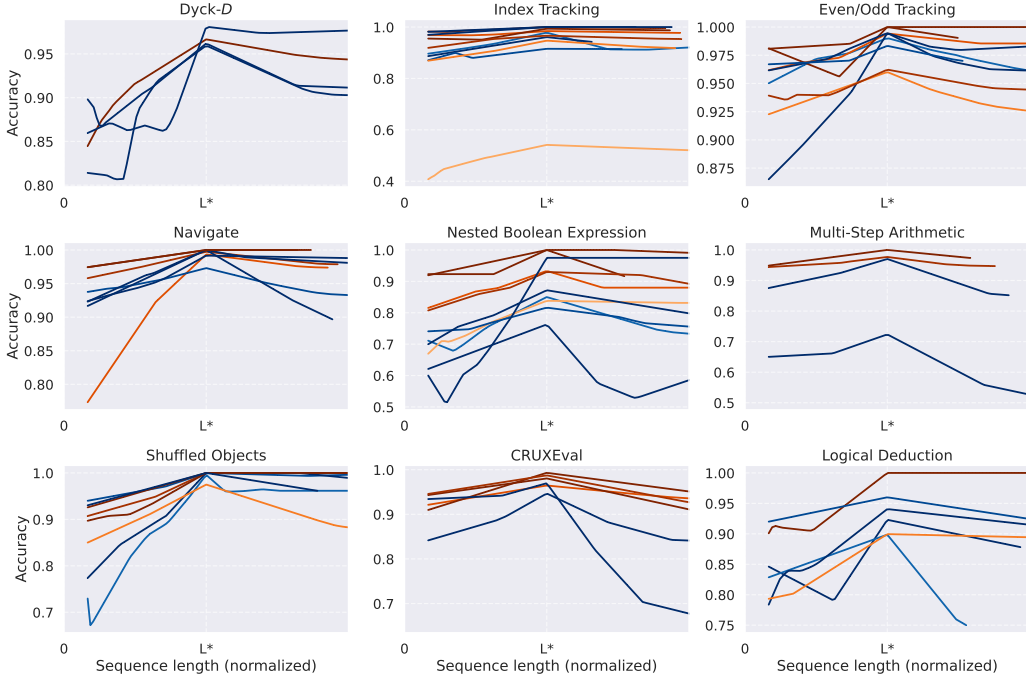 Dyck-D
Index Tracking
Even/Odd Tracking
Accuracy
0.95
0.90
0.85
0.80
0
L*
1.0
0.8
0.6
0.4
0
L*
1.000
0.975
0.950
0.925
0.900
0.875
0
L*
Navigate
Nested Boolean Expression
Multi-Step Arithmetic
Accuracy
1.00
0.95
0.90
0.85
0.80
0
L*
1.0
0.9
0.8
0.7
0.6
0.5
0
L*
1.0
0.9
0.8
0.7
0.6
0.5
0
L*
Shuffled Objects
CRUXEval
Logical Deduction
Accuracy
1.0
0.9
0.8
0.7
0
L*
Sequence length (normalized)
1.0
0.9
0.8
0.7
0
L*
Sequence length (normalized)
1.00
0.95
0.90
0.85
0.80
0.75
0
L*
Sequence length (normalized)